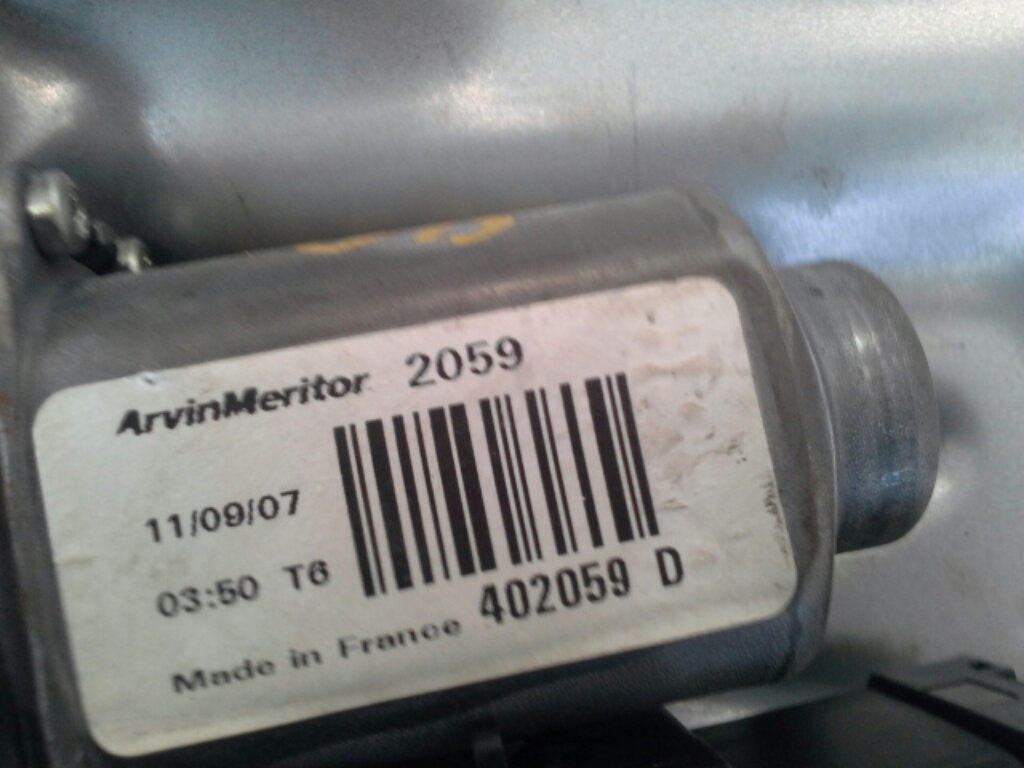 ArvinMeritor 2059
11/09/07
03:50 T6
402059 D
Made in France